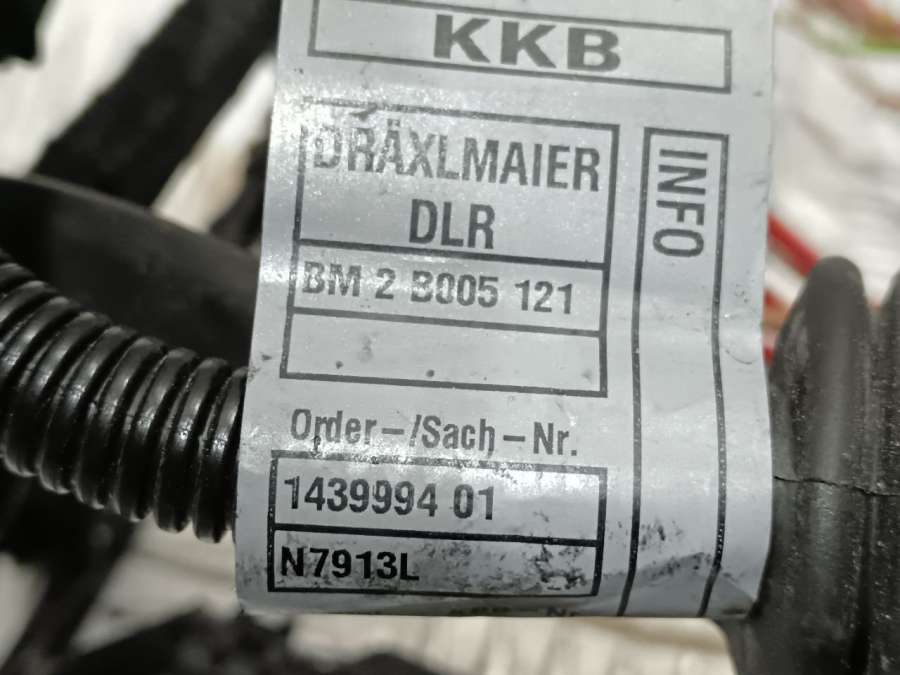 KKB
DRÄXLMAIER
DLR
BM 2 B005 121
INFO
Order-/Sach-Nr.
1439994 01
N7913L